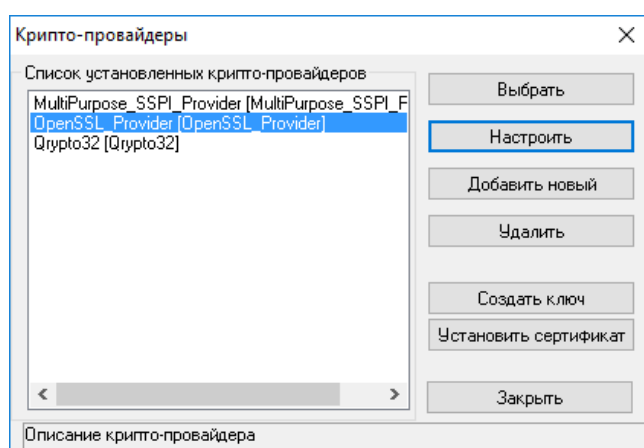 Крипто-провайдеры
Список установленных крипто-провайдеров
MultiPurpose_SSPI_Provider [MultiPurpose_SSPI_F
OpenSSL_Provider [OpenSSL_Provider]
Qrypto32 [Qrypto32]
Выбрать
Настроить
Добавить новый
Удалить
Создать ключ
Установить сертификат
Закрыть
Описание крипто-провайдера